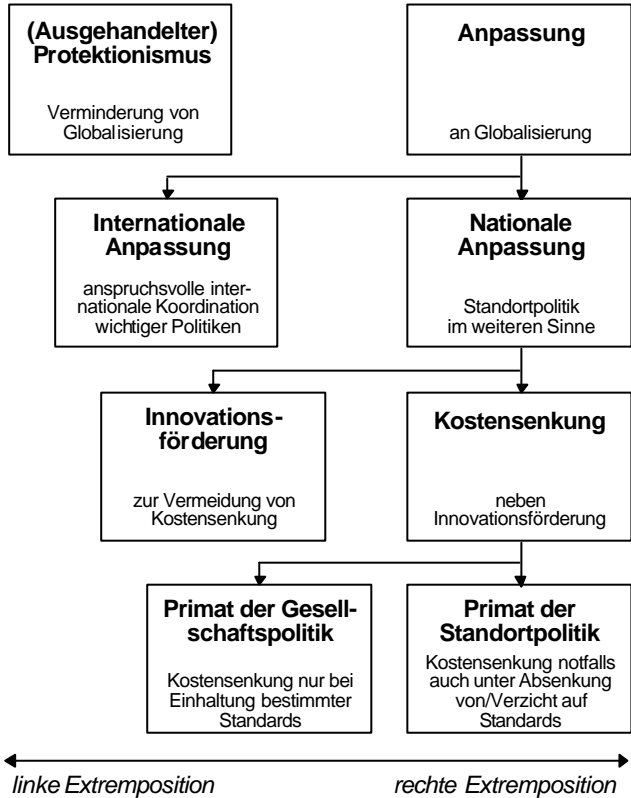 (Ausgehandelter)
Protektionismus
Verminderung von
Globalisierung
Anpassung
an Globalisierung
Internationale
Anpassung
anspruchsvolle inter-
nationale Koordination
wichtiger Politiken
Nationale
Anpassung
Standortpolitik
im weiteren Sinne
Innovations-
förderung
zur Vermeidung von
Kostensenkung
Kostensenkung
neben
Innovationsförderung
Primat der Gesell-
schaftspolitik
Kostensenkung nur bei
Einhaltung bestimmter
Standards
Primat der
Standortpolitik
Kostensenkung notfalls
auch unter Absenkung
von/Verzicht auf
Standards
linke Extremposition
rechte Extremposition